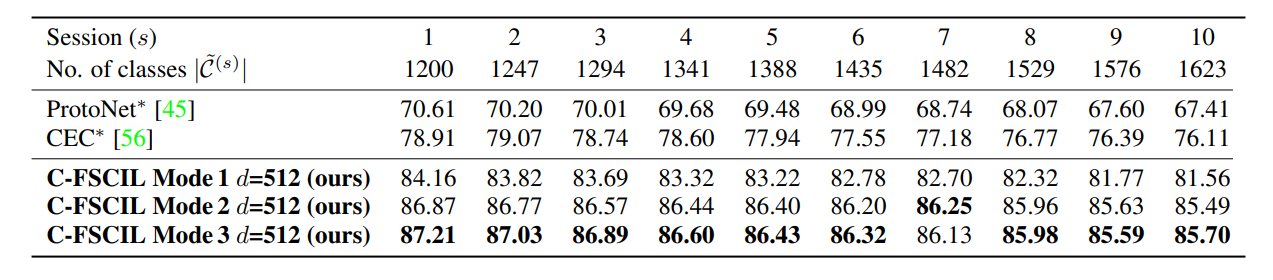 Session (s) 1 2 3 4 5 6 7 8 9 10
No. of classes |C̃(s)| 1200 1247 1294 1341 1388 1435 1482 1529 1576 1623
ProtoNet* [45] 70.61 70.20 70.01 69.68 69.48 68.99 68.74 68.07 67.60 67.41
CEC* [56] 78.91 79.07 78.74 78.60 77.94 77.55 77.18 76.77 76.39 76.11
C-FSCIL Mode 1 d=512 (ours) 84.16 83.82 83.69 83.32 83.22 82.78 82.70 82.32 81.77 81.56
C-FSCIL Mode 2 d=512 (ours) 86.87 86.77 86.57 86.44 86.40 86.20 86.25 85.96 85.63 85.49
C-FSCIL Mode 3 d=512 (ours) 87.21 87.03 86.89 86.60 86.43 86.32 86.13 85.98 85.59 85.70